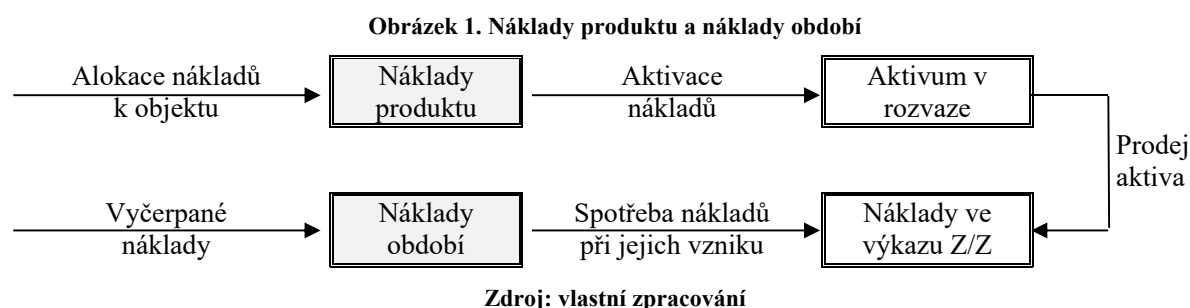 Obrázek 1. Náklady produktu a náklady období
Alokace nákladů
k objektu
Náklady
produktu
Aktivace
nákladů
Aktivum v
rozvaze
Prodej
aktiva
Vyčerpané
náklady
Náklady
období
Spotřeba nákladů
při jejich vzniku
Náklady ve
výkazu Z/Z
Zdroj: vlastní zpracování